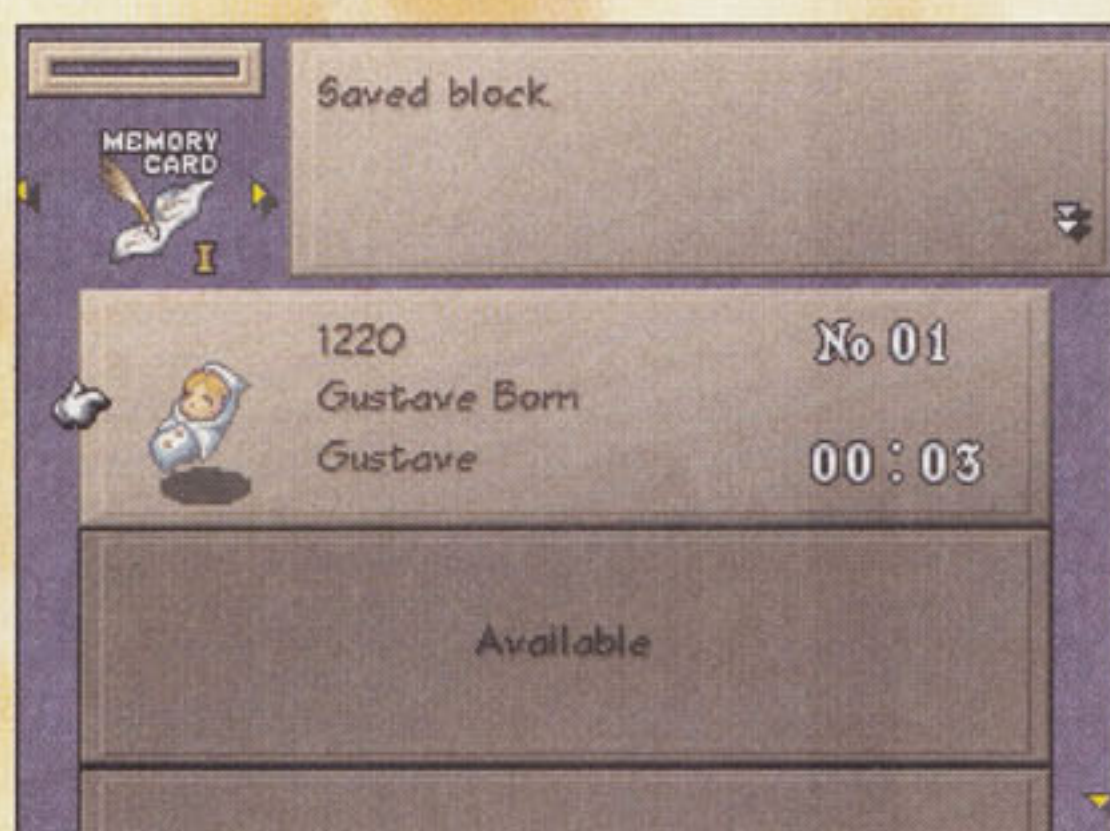 Saved block.
MEMORY
CARD
I
1220
No 01
Gustave Born
Gustave
00:03
Available